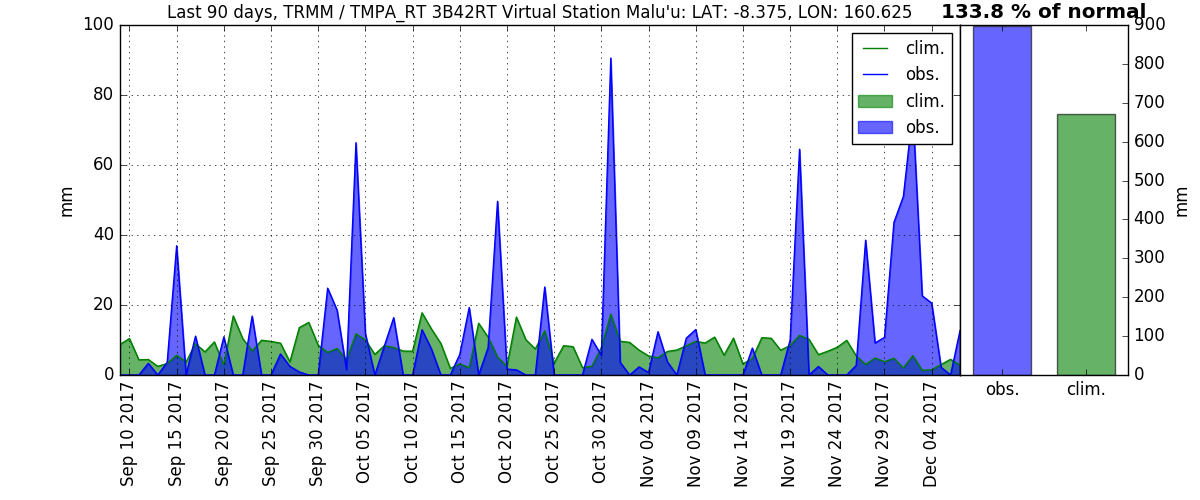 Last 90 days, TRMM / TMPA_RT 3B42RT Virtual Station Malu'u: LAT: -8.375, LON: 160.625
133.8 % of normal
100
80
60
40
20
0
mm
clim.
obs.
clim.
obs.
900
800
700
600
500
400
300
200
100
0
mm
obs.
clim.
Sep 10 2017
Sep 15 2017
Sep 20 2017
Sep 25 2017
Sep 30 2017
Oct 05 2017
Oct 10 2017
Oct 15 2017
Oct 20 2017
Oct 25 2017
Oct 30 2017
Nov 04 2017
Nov 09 2017
Nov 14 2017
Nov 19 2017
Nov 24 2017
Nov 29 2017
Dec 04 2017